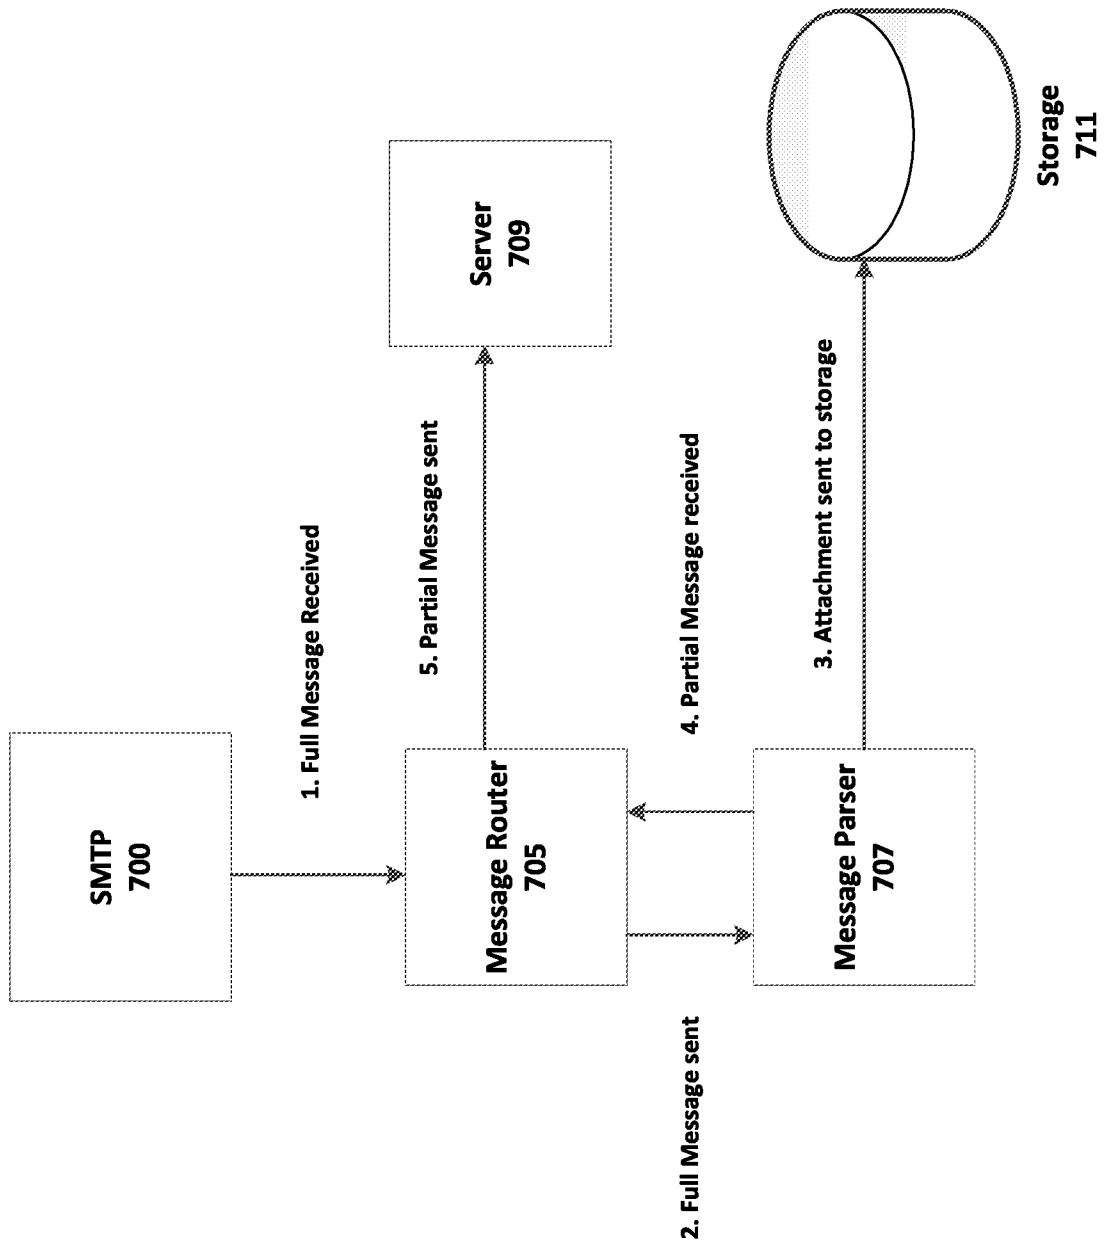 SMTP
700
1. Full Message Received
Message Router
705
5. Partial Message sent
Server
709
2. Full Message sent
4. Partial Message received
Message Parser
707
3. Attachment sent to storage
Storage
711